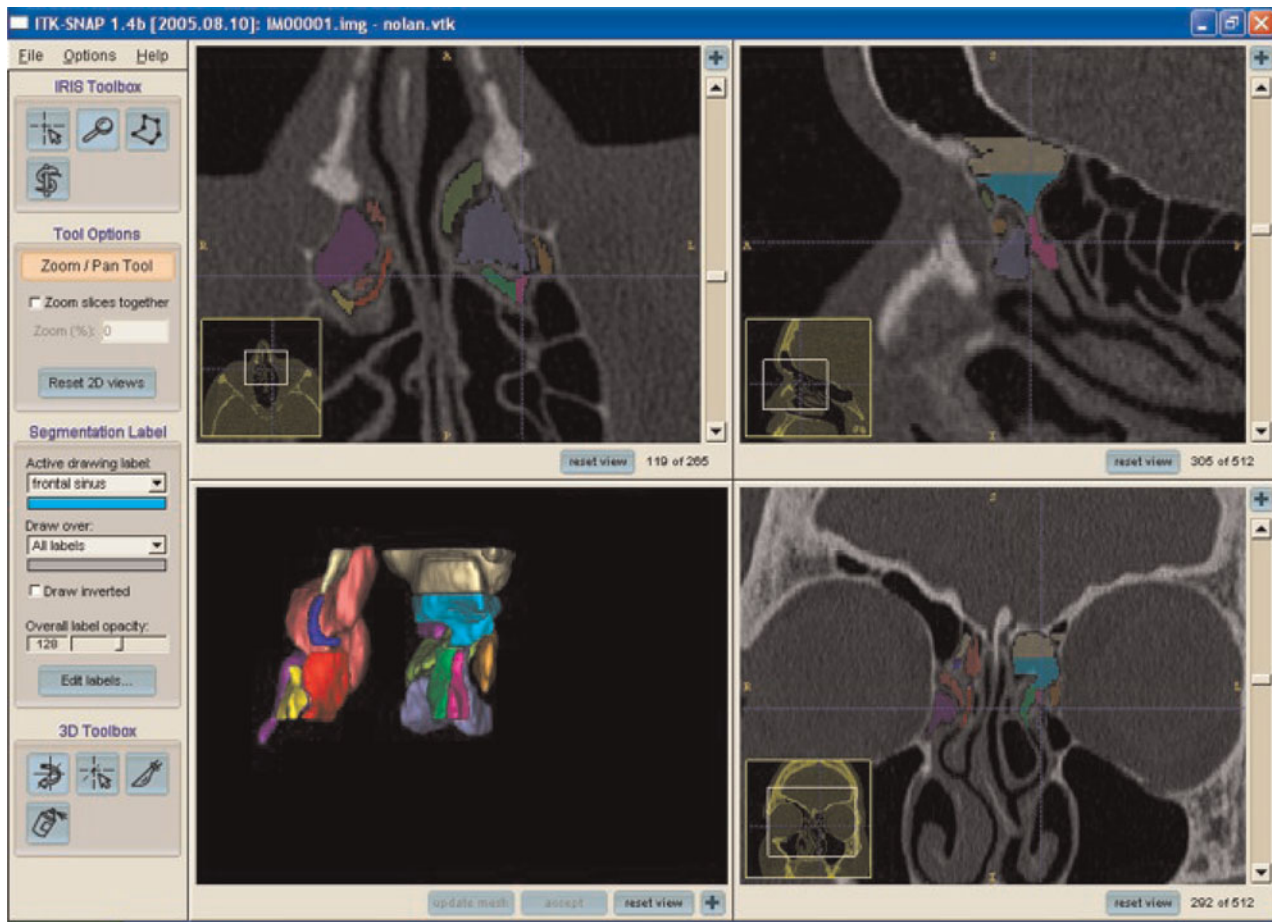 ITK-SNAP 1.4b [2005.08.10]: IM00001.img - nolan.vtk
File Options Help
IRIS Toolbox
Tool Options
Zoom / Pan Tool
Zoom slices together
Zoom (%): 0
Reset 2D views
Segmentation Label
Active drawing label:
frontal sinus
Draw over:
All labels
Draw inverted
Overall label opacity:
128
Edit labels...
3D Toolbox
A
R L
P
reset view 119 of 265
S
A P
I
reset view 305 of 512
update mesh accept reset view
S
R L
I
reset view 292 of 512